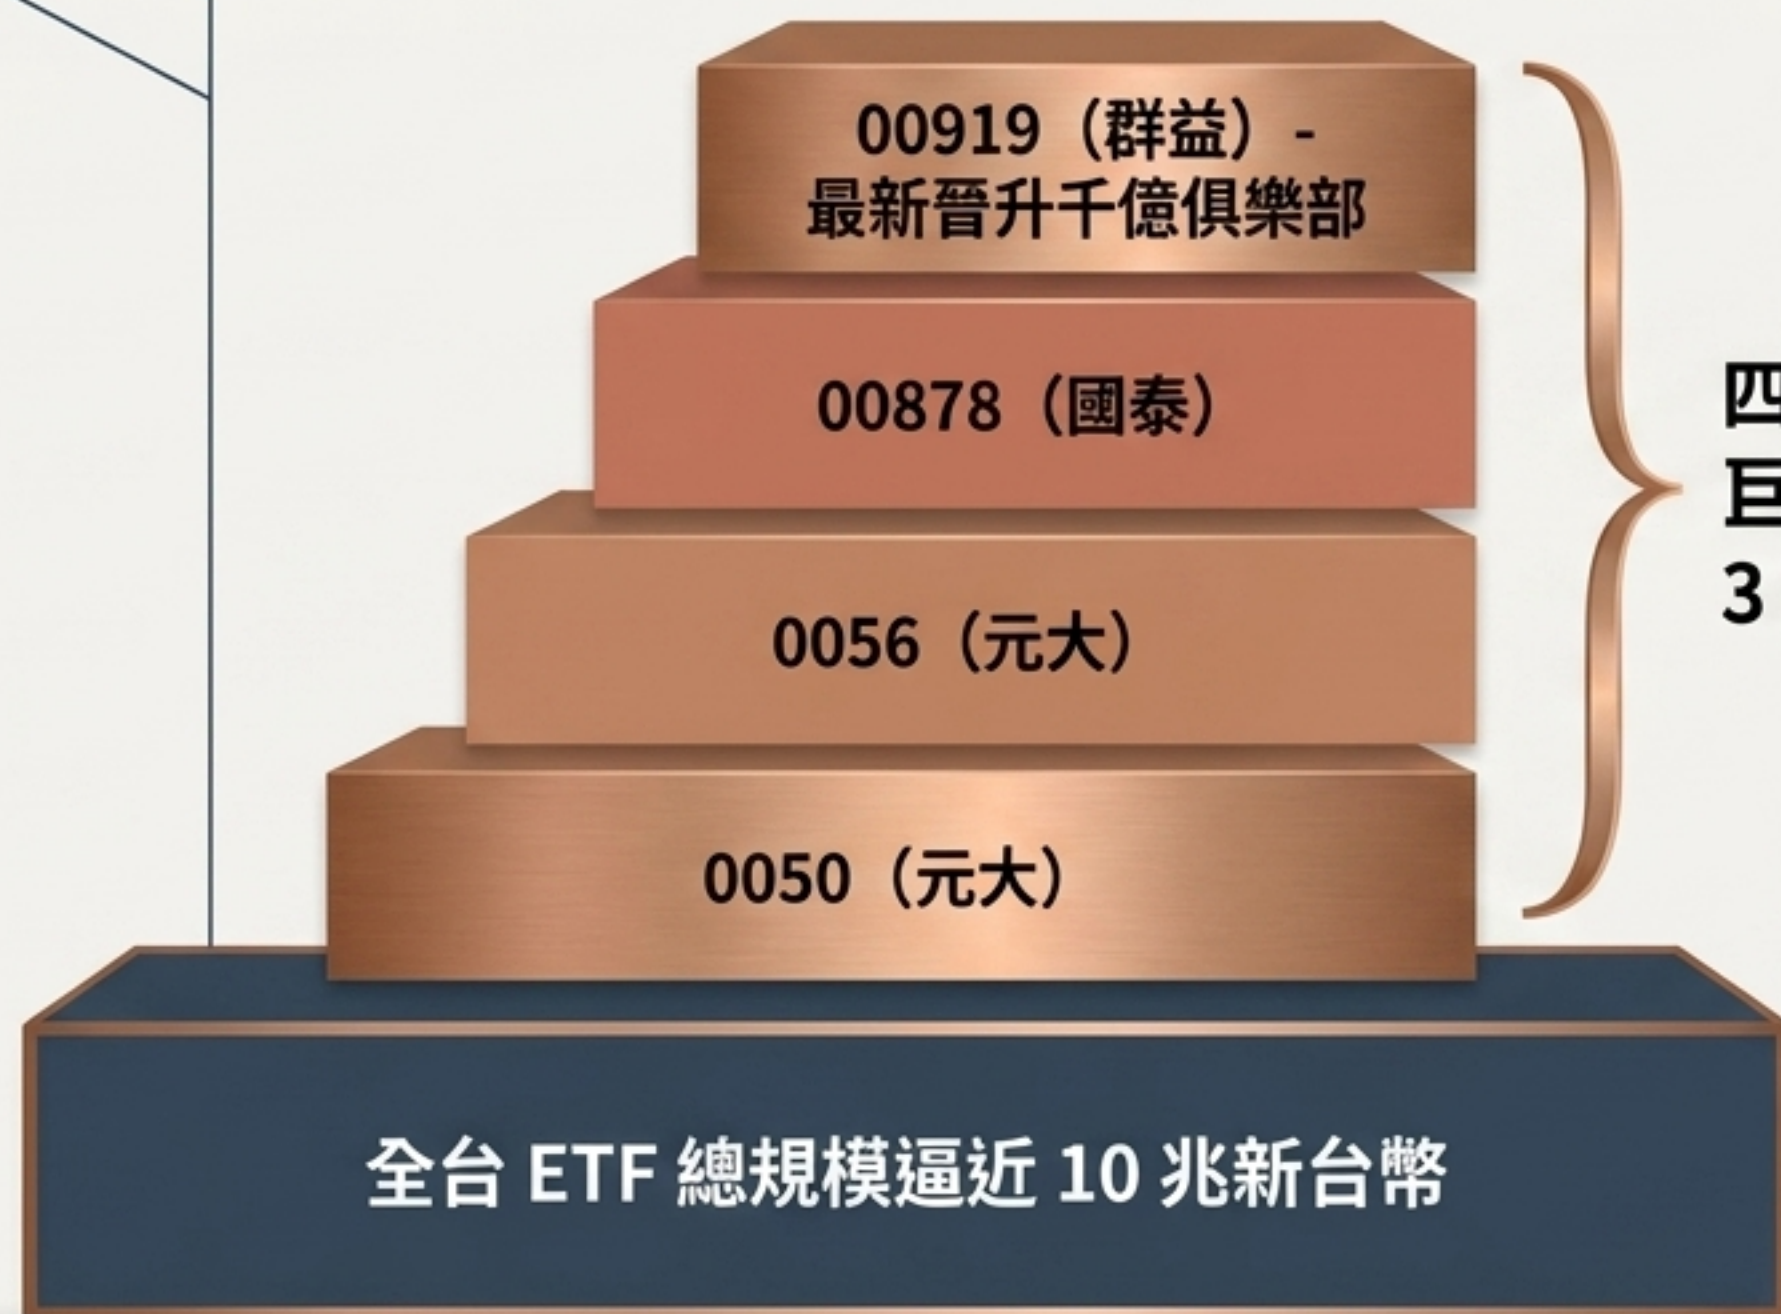 00919（群益）-
最新晉升千億俱樂部
00878（國泰）
0056（元大）
0050（元大）
四
3
全台 ETF 總規模逼近 10 兆新台幣